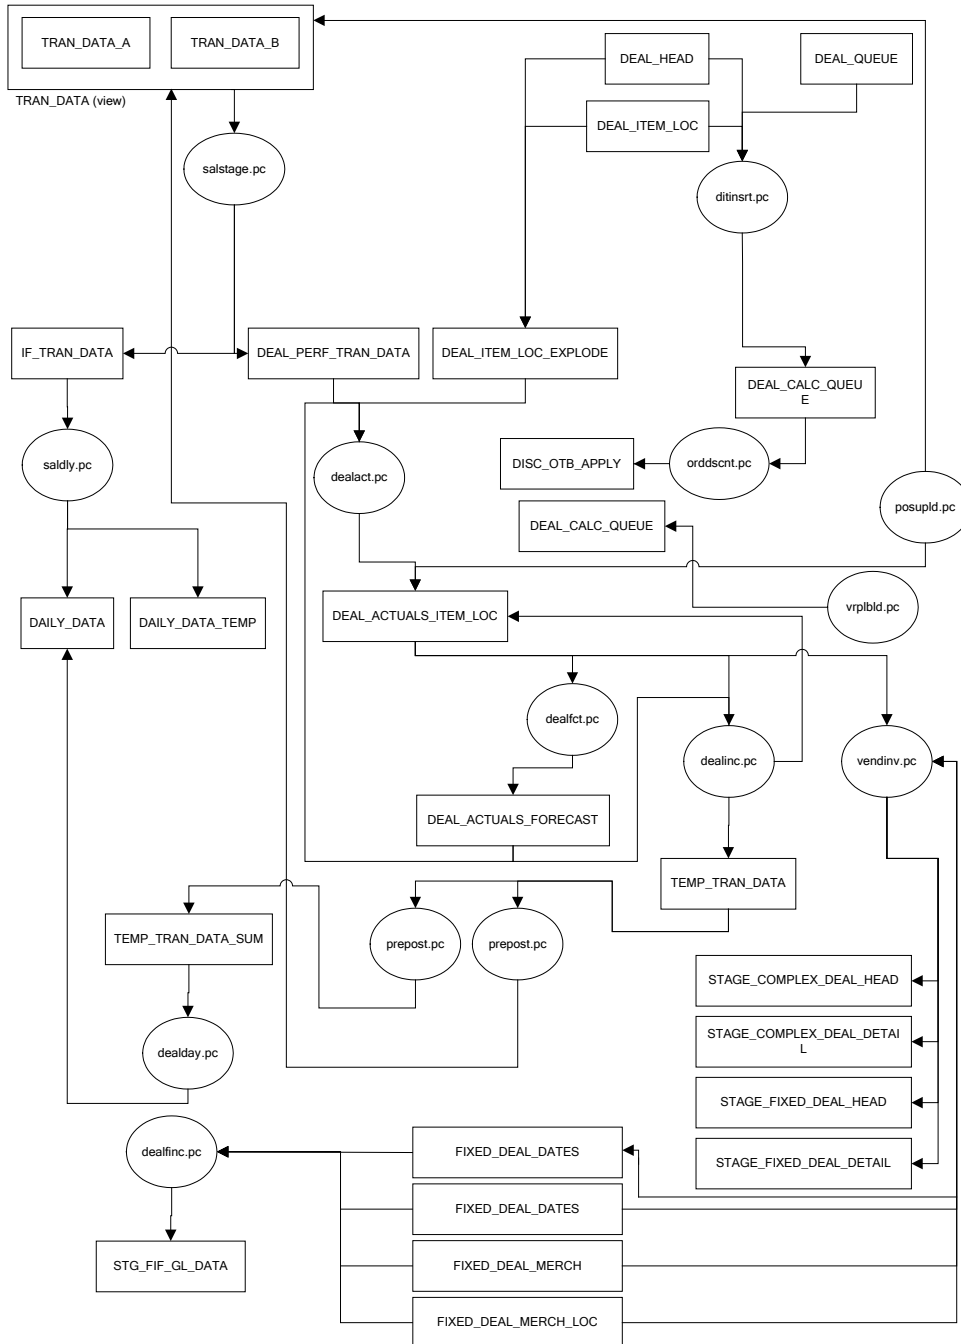 TRAN_DATA_A
TRAN_DATA_B
TRAN_DATA (view)
DEAL_HEAD
DEAL_QUEUE
DEAL_ITEM_LOC
salstage.pc
ditinsrt.pc
IF_TRAN_DATA
DEAL_PERF_TRAN_DATA
DEAL_ITEM_LOC_EXPLODE
DEAL_CALC_QUEU
E
saldly.pc
dealact.pc
DISC_OTB_APPLY
orddscnt.pc
posupld.pc
DEAL_CALC_QUEUE
DAILY_DATA
DAILY_DATA_TEMP
DEAL_ACTUALS_ITEM_LOC
vrplbld.pc
dealfct.pc
dealinc.pc
vendinv.pc
DEAL_ACTUALS_FORECAST
TEMP_TRAN_DATA
TEMP_TRAN_DATA_SUM
prepost.pc
prepost.pc
STAGE_COMPLEX_DEAL_HEAD
STAGE_COMPLEX_DEAL_DETAI
L
dealday.pc
STAGE_FIXED_DEAL_HEAD
dealfinc.pc
FIXED_DEAL_DATES
STAGE_FIXED_DEAL_DETAIL
FIXED_DEAL_DATES
STG_FIF_GL_DATA
FIXED_DEAL_MERCH
FIXED_DEAL_MERCH_LOC